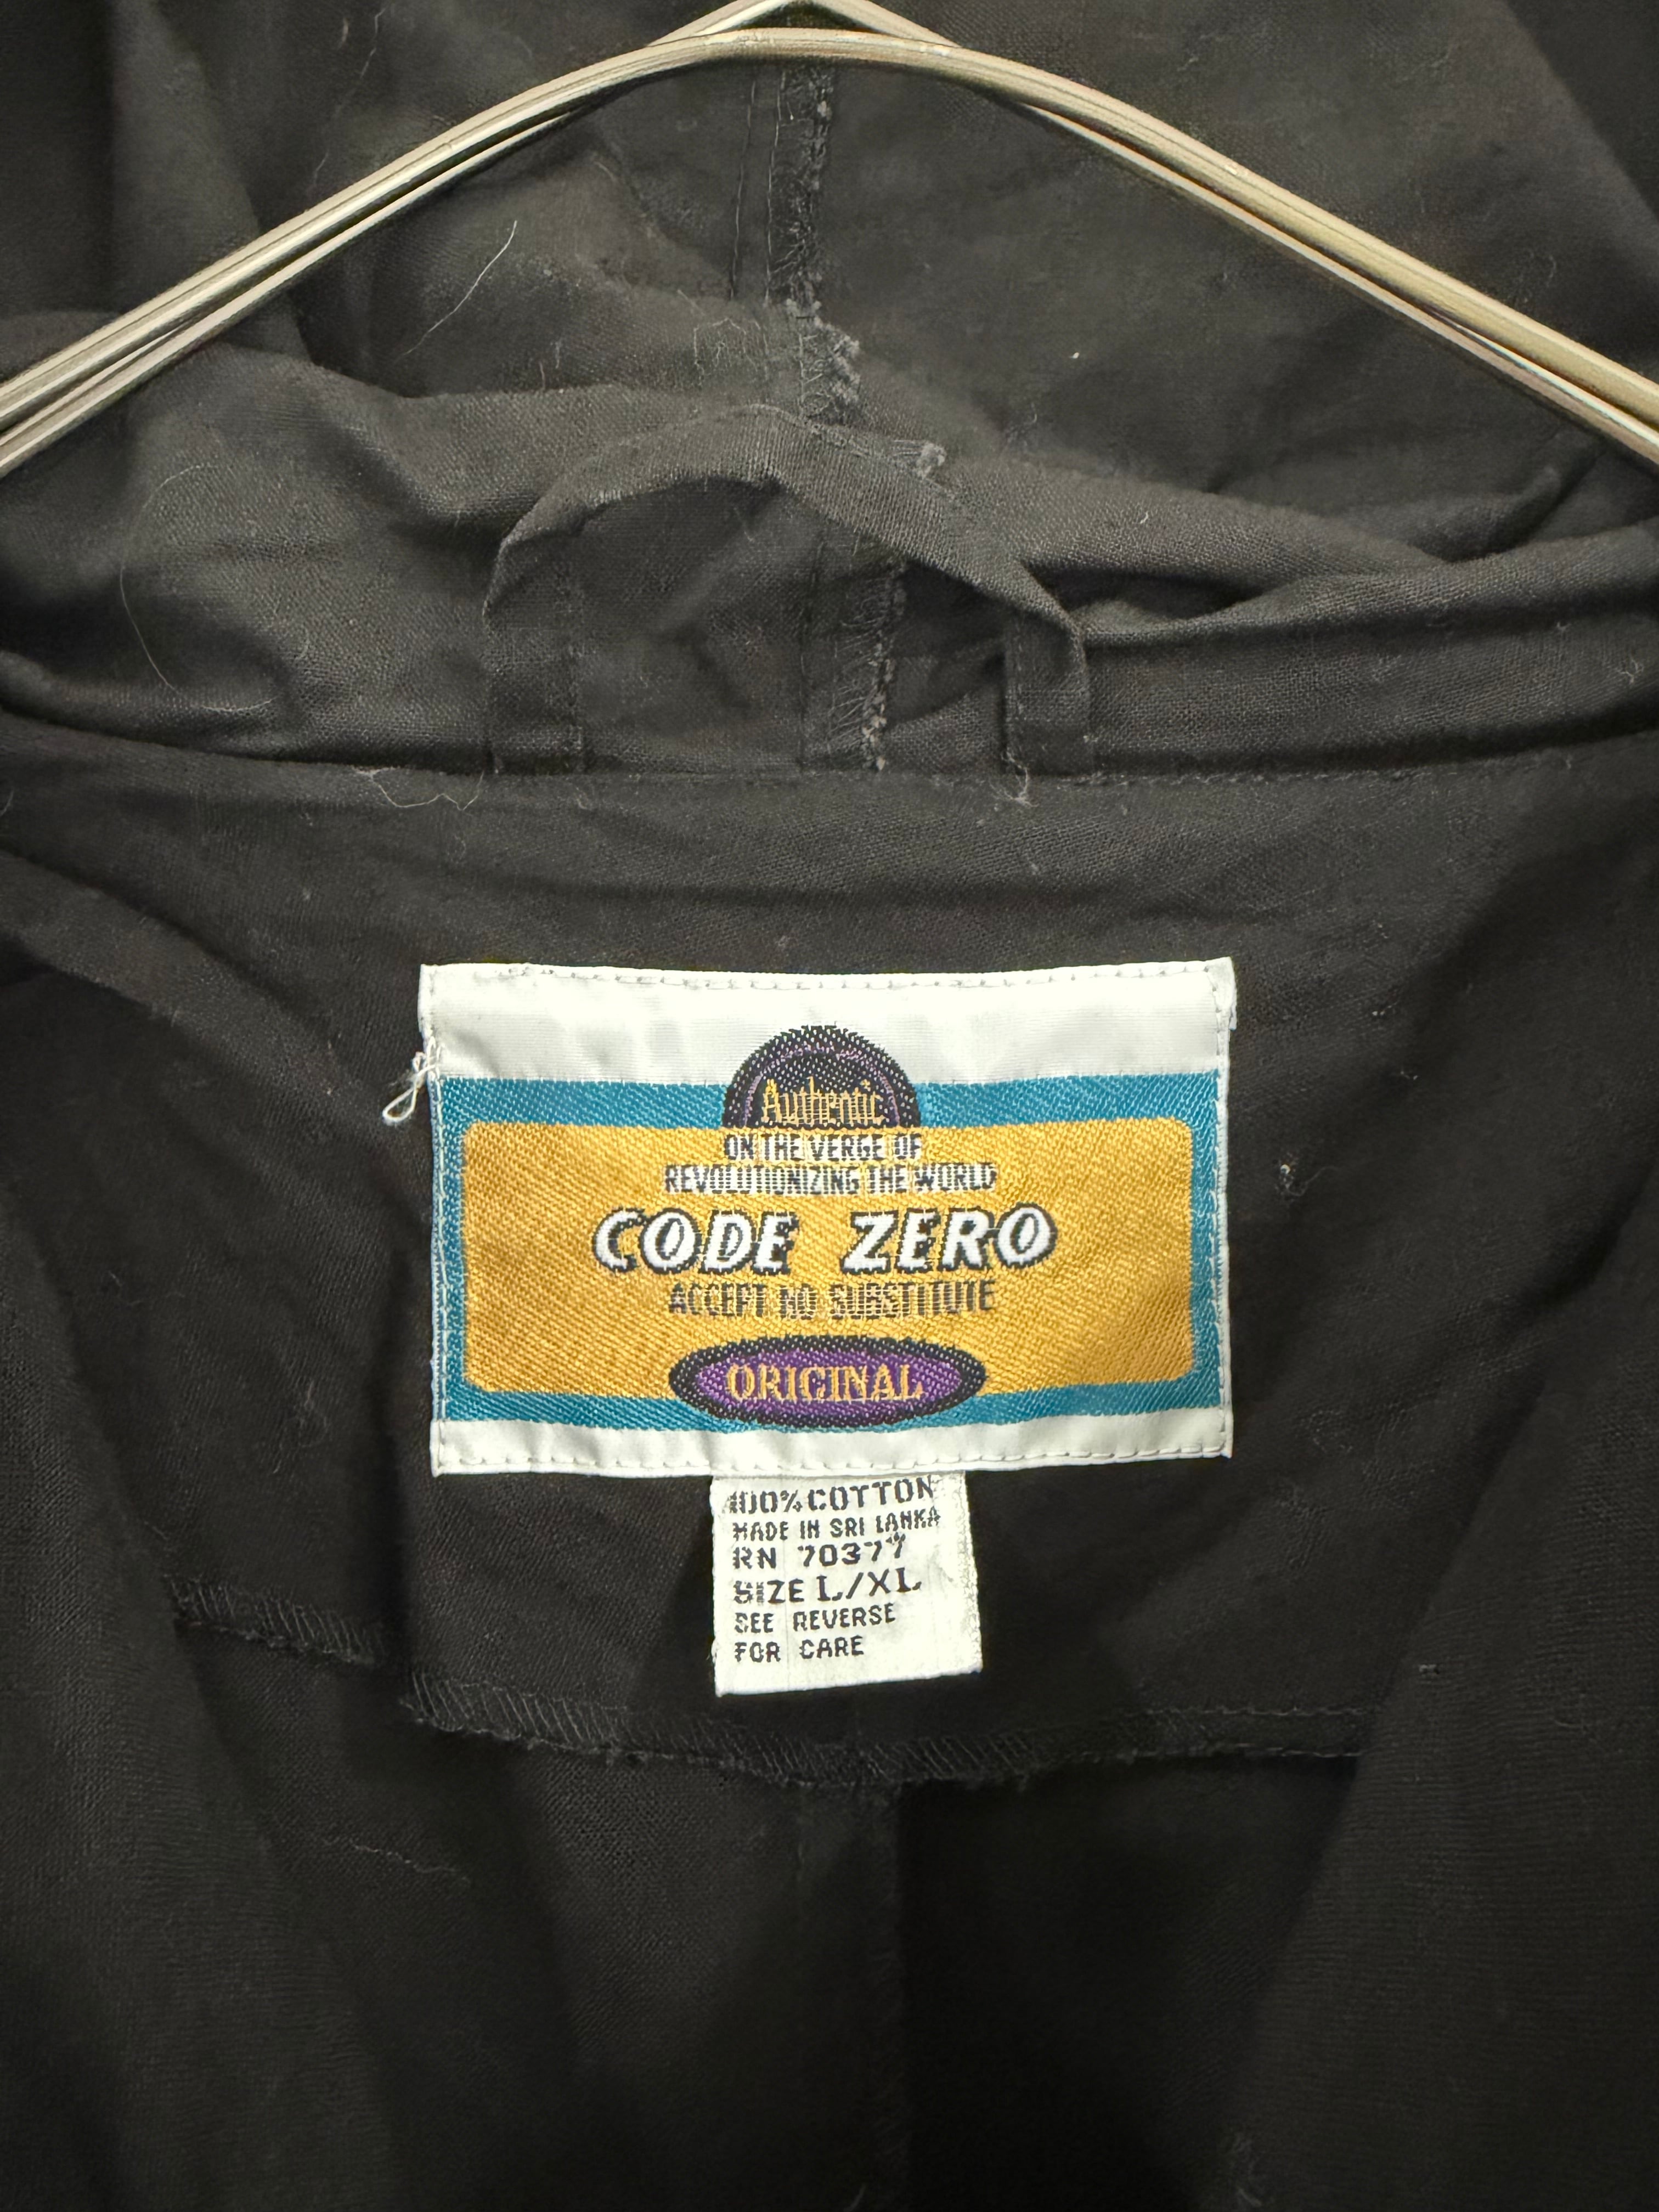 Authentic
ON THE VERGE OF
REVOLUTIONIZING THE WORLD
CODE ZERO
ACCEPT NO SUBSTITUTE
ORIGINAL
100% COTTON
MADE IN SRI LANKA
RN 70377
SIZE L/XL
SEE REVERSE
FOR CARE